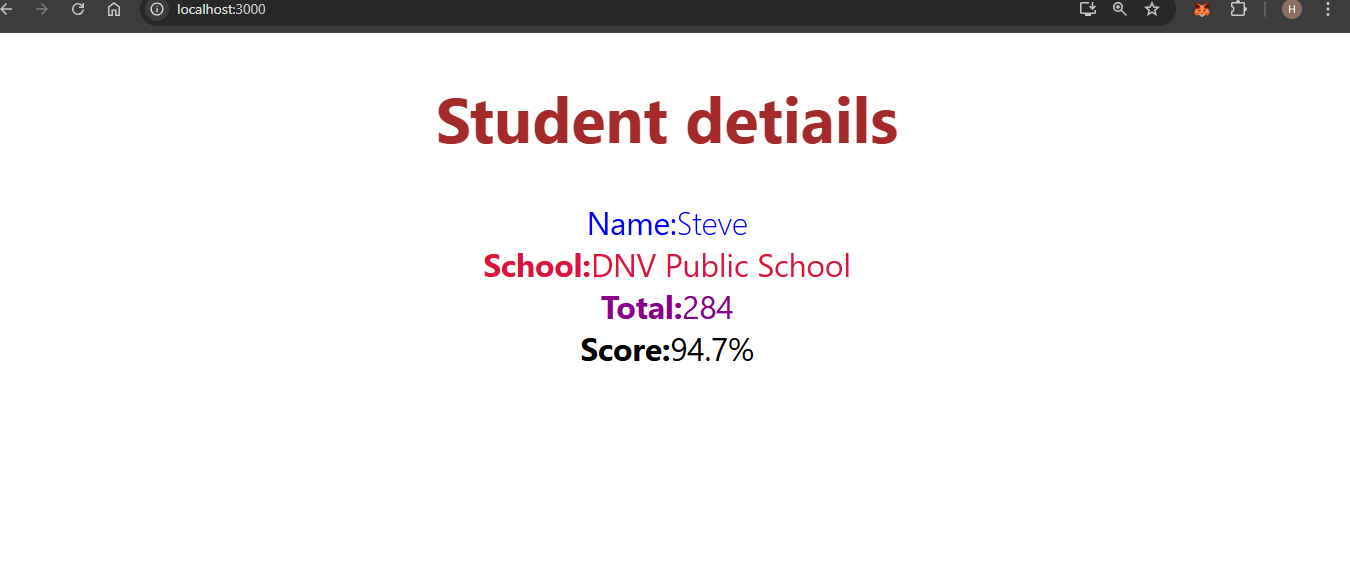 localhost:3000
H
Student detiails
Name:Steve
School:DNV Public School
Total:284
Score:94.7%